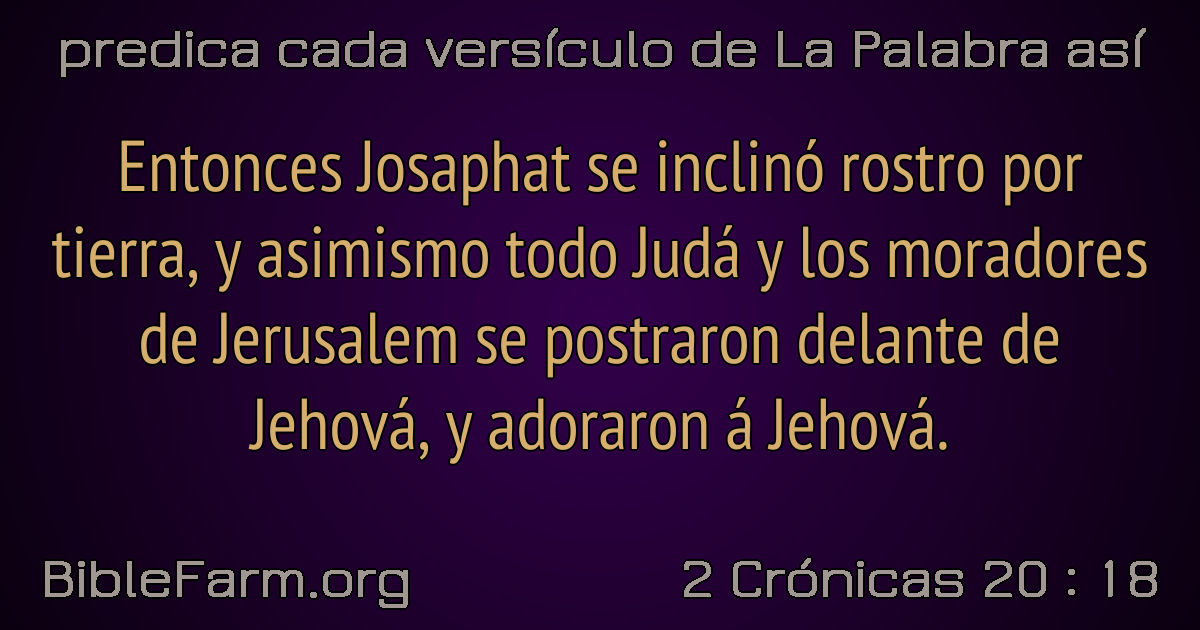 predica cada versículo de La Palabra así
Entonces Josaphat se inclinó rostro por
tierra, y asimismo todo Judá y los moradores
de Jerusalem se postraron delante de
Jehová, y adoraron á Jehová.
BibleFarm.org
2 Crónicas 20 : 18